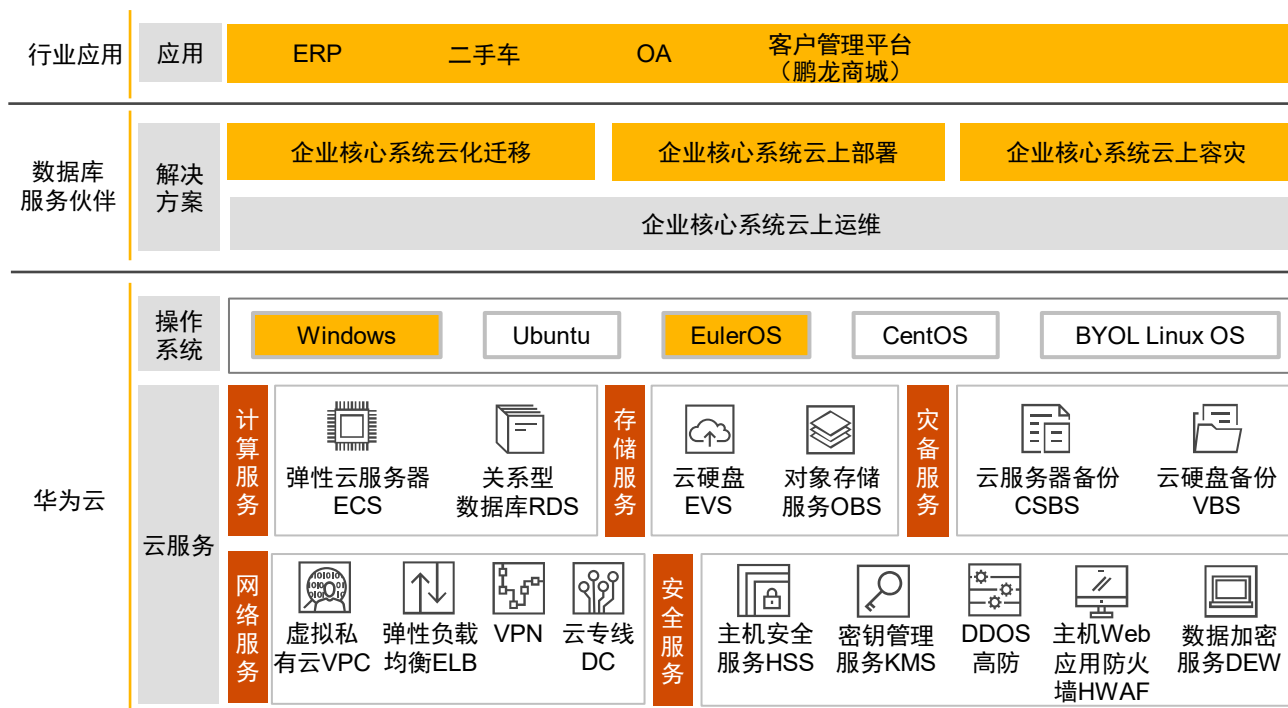 行业应用
应用
ERP
二手车
OA
客户管理平台
（鹏龙商城）
数据库
服务伙伴
解决
方案
企业核心系统云化迁移
企业核心系统云上部署
企业核心系统云上容灾
企业核心系统云上运维
华为云
操作
系统
Windows
Ubuntu
EulerOS
CentOS
BYOL Linux OS
云服务
计算服务
弹性云服务器
ECS
关系型
数据库RDS
存储服务
云硬盘
EVS
对象存储
服务OBS
灾备服务
云服务器备份
CSBS
云硬盘备份
VBS
网络服务
虚拟私
有云VPC
弹性负载
均衡ELB
VPN
云专线
DC
安全服务
主机安全
服务HSS
密钥管理
服务KMS
DDOS
高防
主机Web
应用防火
墙HWAF
数据加密
服务DEW